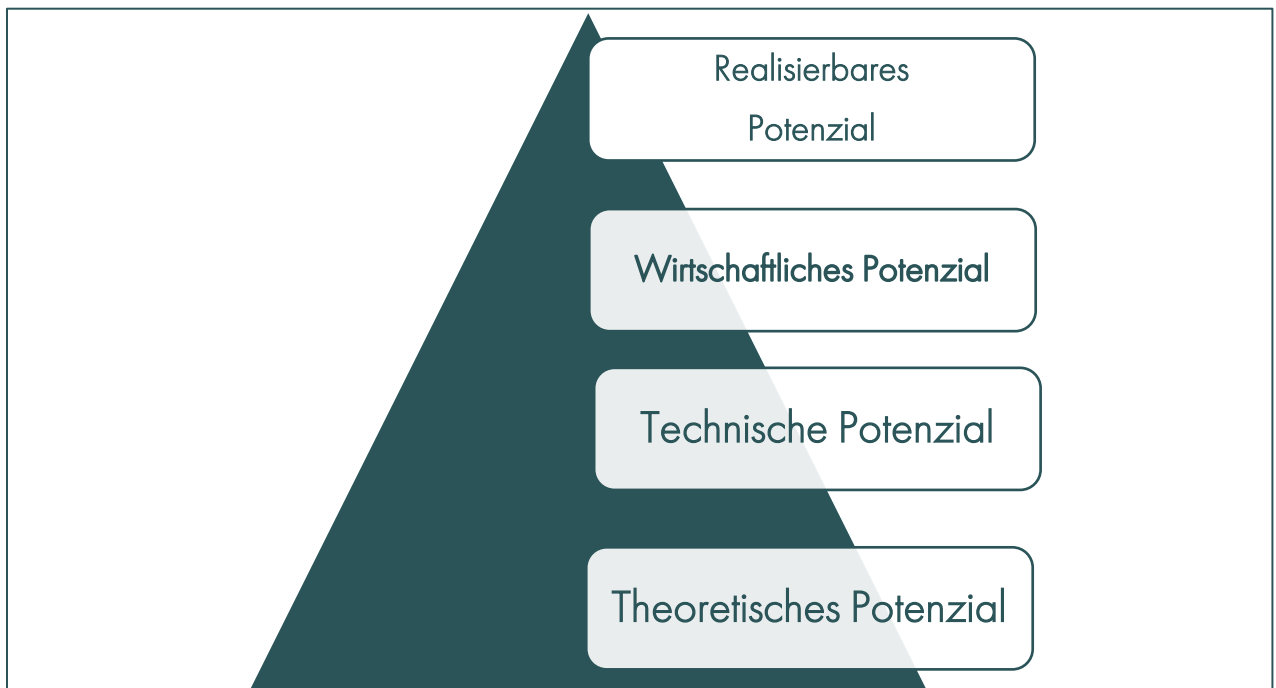 Realisierbares
Potenzial
Wirtschaftliches Potenzial
Technische Potenzial
Theoretisches Potenzial